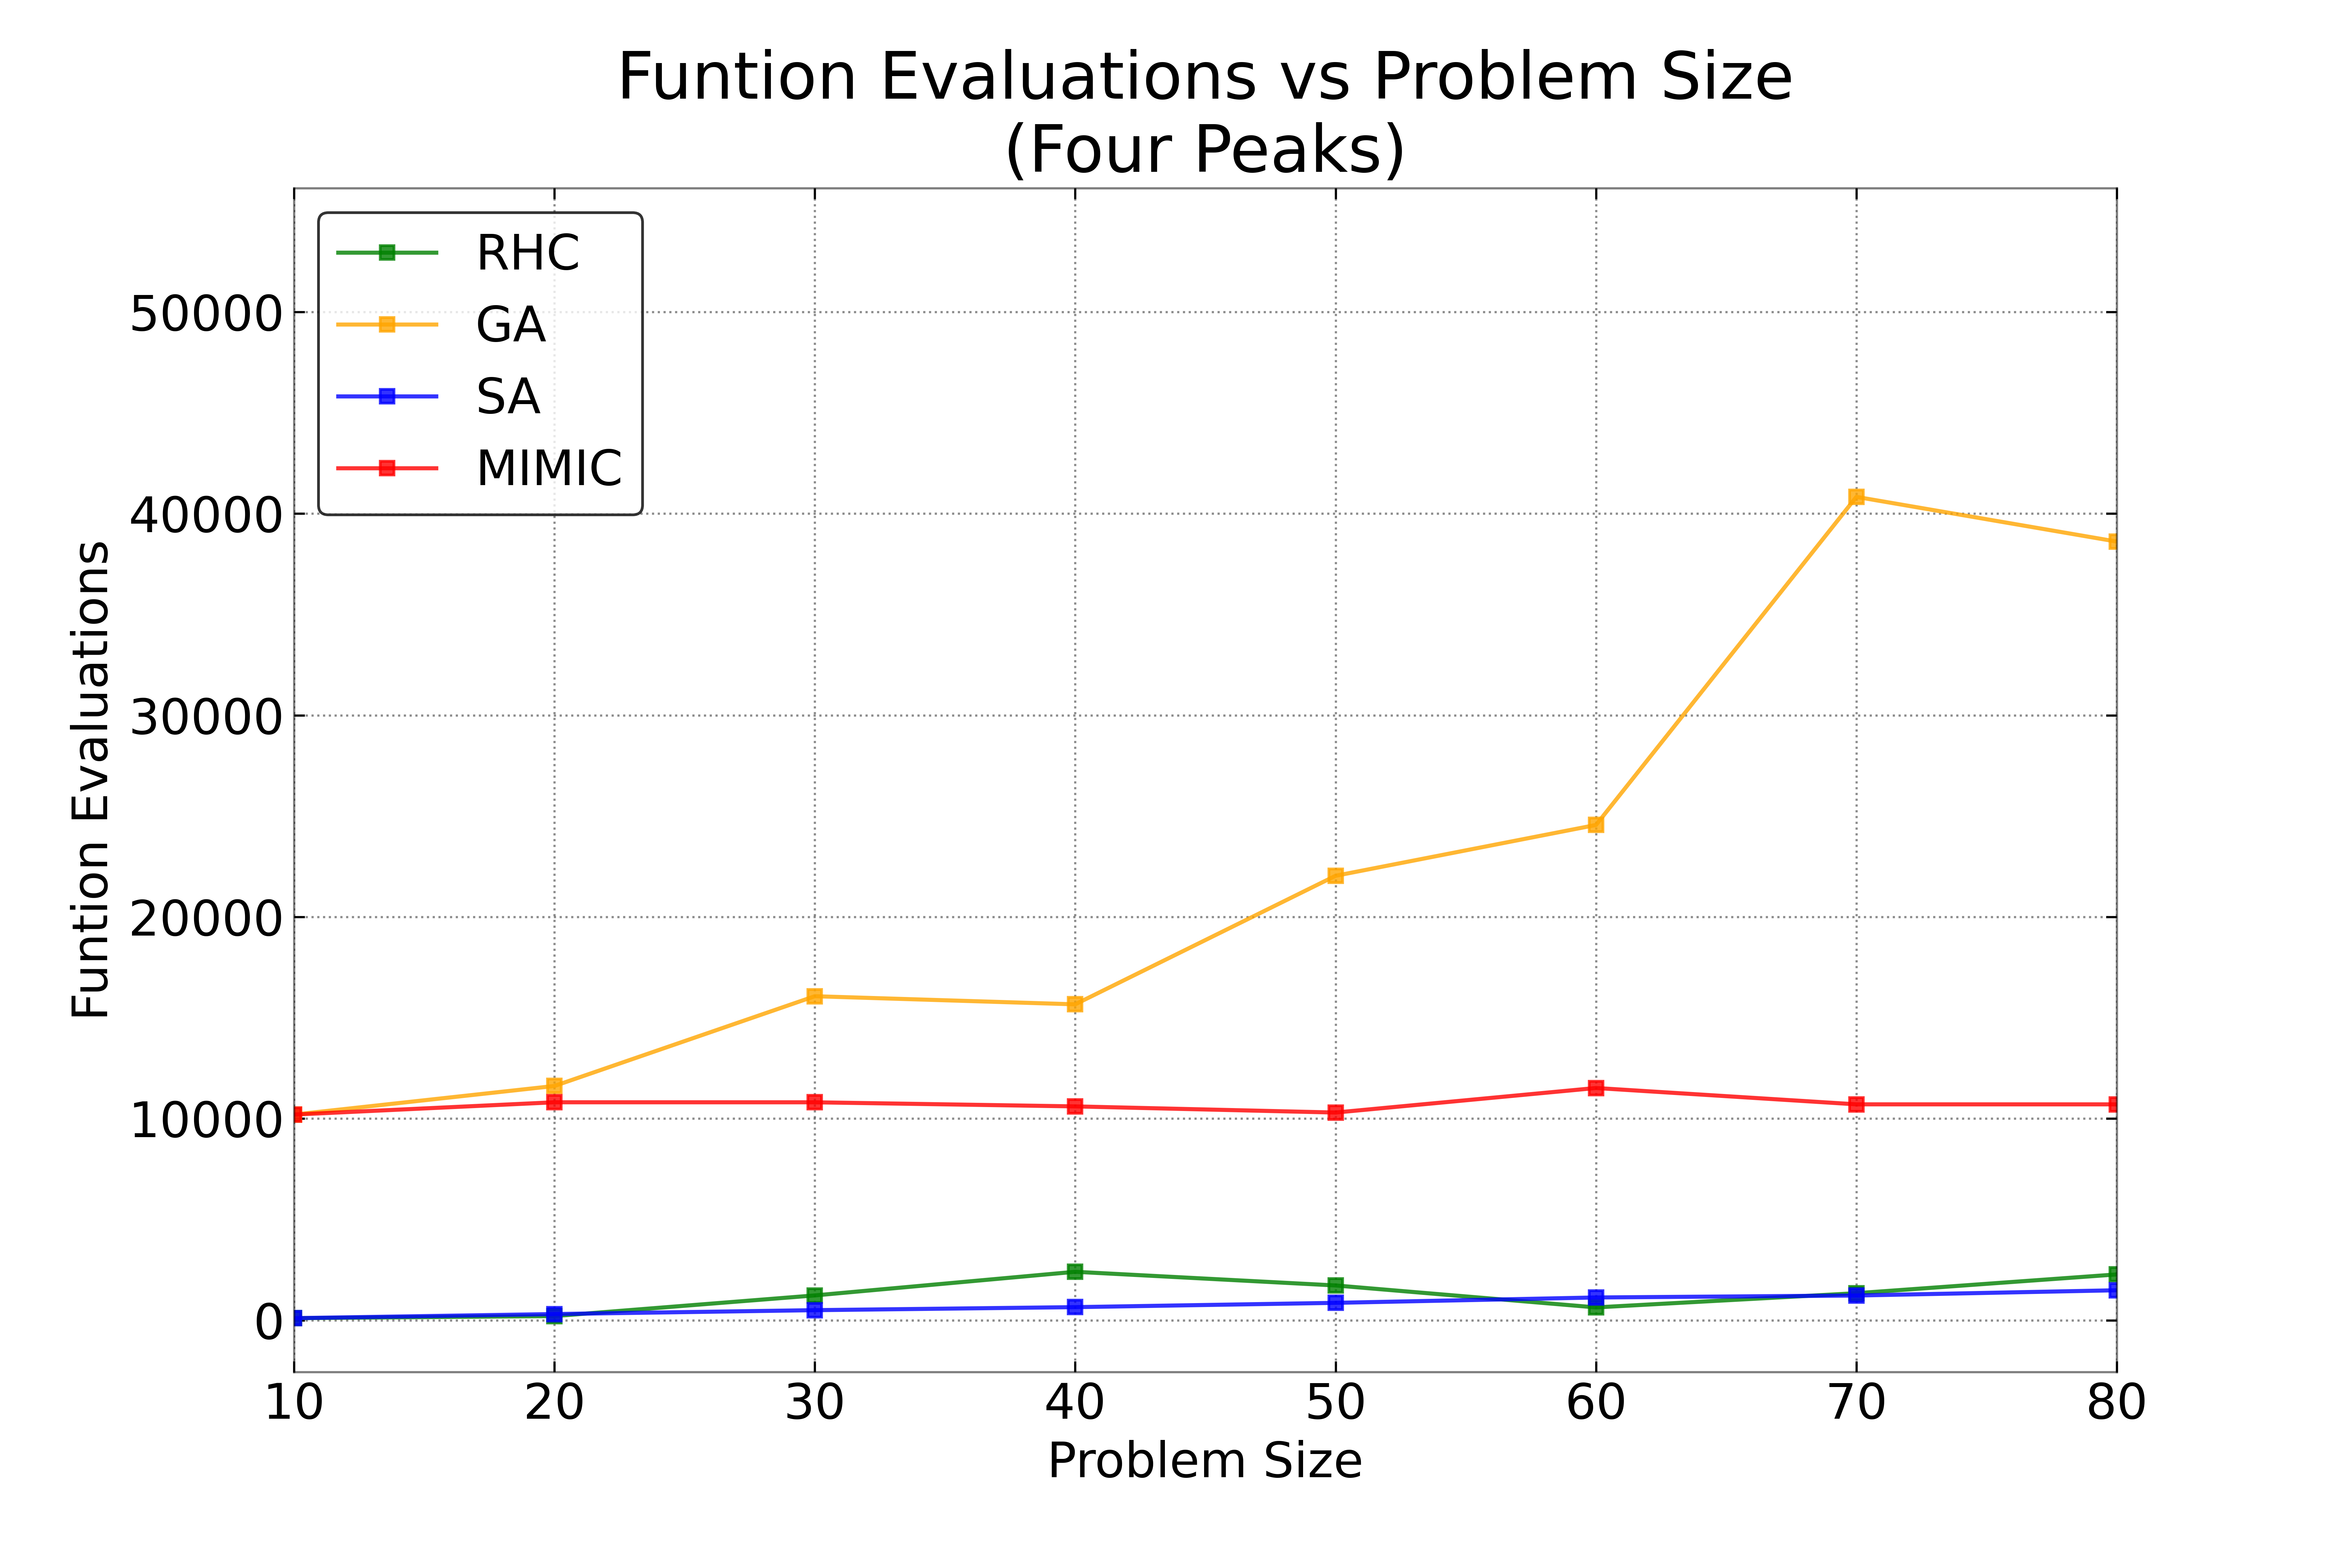 Funtion Evaluations vs Problem Size
(Four Peaks)
RHC
GA
SA
MIMIC
50000
40000
30000
20000
10000
0
Funtion Evaluations
10 20 30 40 50 60 70 80
Problem Size